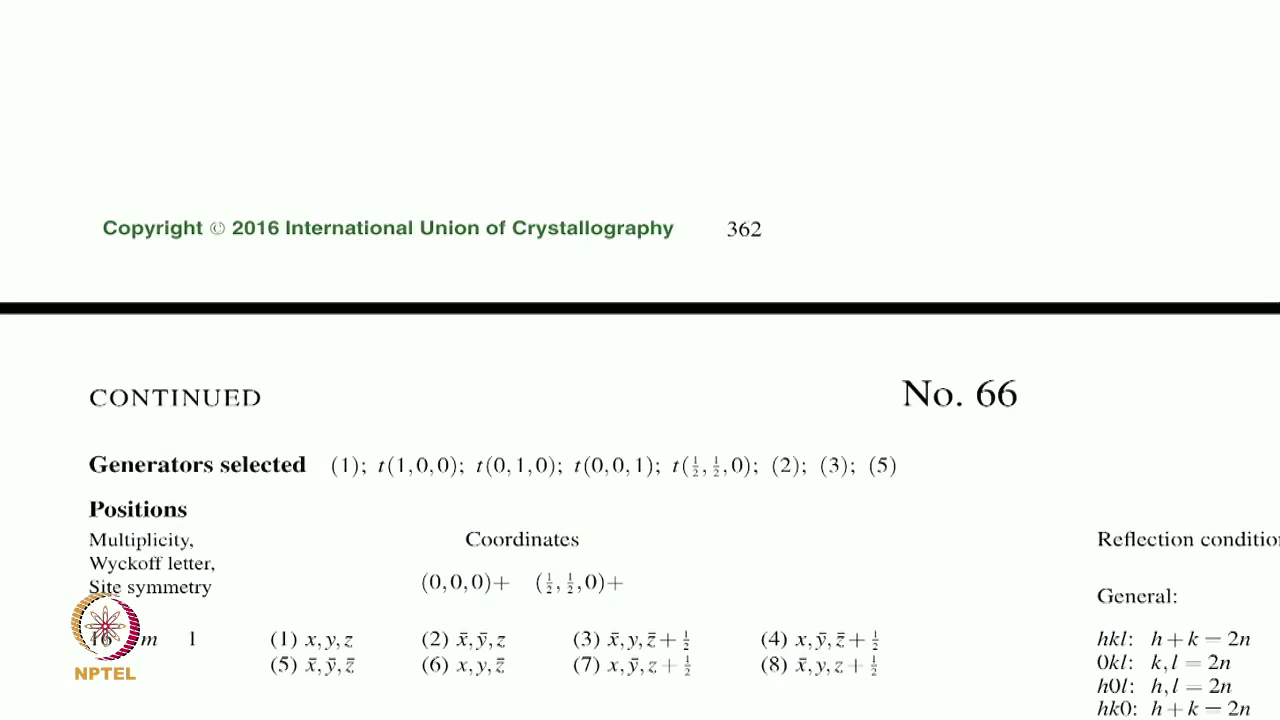 Copyright © 2016 International Union of Crystallography 362
CONTINUED No. 66
Generators selected (1); t(1,0,0); t(0,1,0); t(0,0,1); t(½,½,0); (2); (3); (5)
Positions
Multiplicity, Coordinates Reflection conditio
Wyckoff letter,
Site symmetry (0,0,0)+ (½,½,0)+
General:
16 m 1 (1) x,y,z (2) x̄,ȳ,z (3) x̄,y,z̄+½ (4) x,ȳ,z̄+½ hkl: h+k=2n
(5) x̄,ȳ,z̄ (6) x,y,z̄ (7) x,ȳ,z+½ (8) x̄,y,z+½ 0kl: k,l=2n
h0l: h,l=2n
hk0: h+k=2n
NPTEL